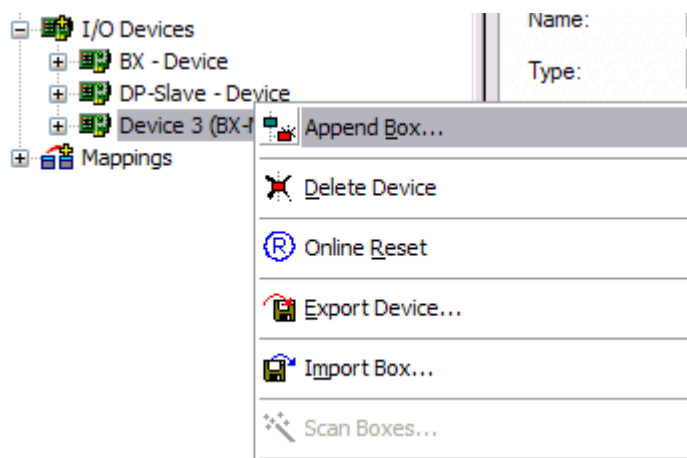 I/O Devices
BX - Device
DP-Slave - Device
Device 3 (BX-
Mappings
Name:
Type:
Append Box...
Delete Device
Online Reset
Export Device...
Import Box...
Scan Boxes...